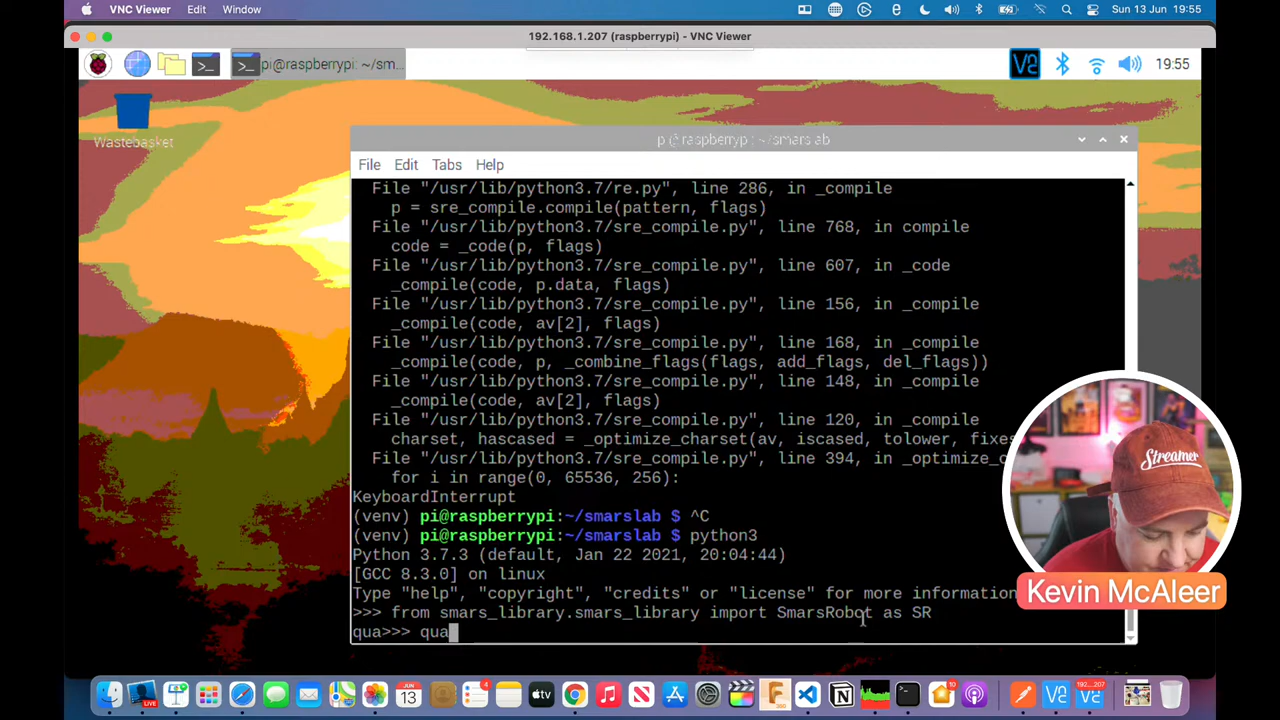 VNC Viewer Edit Window Sun 13 Jun 19:55
192.168.1.207 (raspberrypi) - VNC Viewer
>_ >_ pi@raspberrypi: ~/sm... V2 19:55
Wastebasket
pi@raspberrypi: ~/smarslab
File Edit Tabs Help
File "/usr/lib/python3.7/re.py", line 286, in _compile
p = sre_compile.compile(pattern, flags)
File "/usr/lib/python3.7/sre_compile.py", line 768, in compile
code = _code(p, flags)
File "/usr/lib/python3.7/sre_compile.py", line 607, in _code
_compile(code, p.data, flags)
File "/usr/lib/python3.7/sre_compile.py", line 156, in _compile
_compile(code, av[2], flags)
File "/usr/lib/python3.7/sre_compile.py", line 168, in _compile
_compile(code, p, _combine_flags(flags, add_flags, del_flags))
File "/usr/lib/python3.7/sre_compile.py", line 148, in _compile
_compile(code, av[2], flags)
File "/usr/lib/python3.7/sre_compile.py", line 120, in _compile
charset, hascased = _optimize_charset(av, iscased, tolower, fixes
File "/usr/lib/python3.7/sre_compile.py", line 394, in _optimize_c
for i in range(0, 65536, 256):
KeyboardInterrupt
(venv) pi@raspberrypi:~/smarslab $ ^C
(venv) pi@raspberrypi:~/smarslab $ python3
Python 3.7.3 (default, Jan 22 2021, 20:04:44)
[GCC 8.3.0] on linux
Type "help", "copyright", "credits" or "license" for more information
>>> from smars_library.smars_library import SmarsRobot as SR
qua>>> qua
Streamer
Kevin McAleer